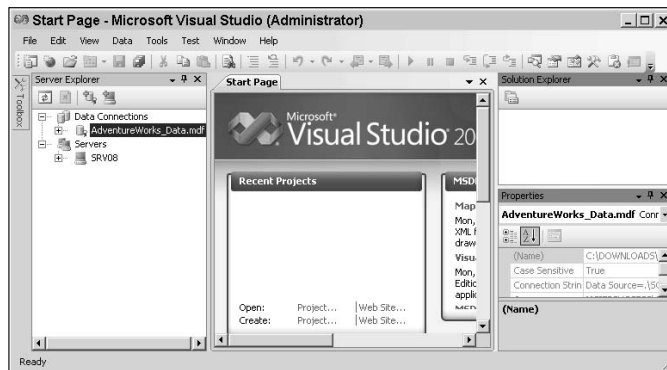 Start Page - Microsoft Visual Studio (Administrator)
File Edit View Data Tools Test Window Help
Toolbox
Server Explorer
Data Connections
AdventureWorks_Data.mdf
Servers
SRV08
Start Page
Microsoft®
Visual Studio® 20
Recent Projects
Open: Project... Web Site...
Create: Project... Web Site...
MSD
Map
Mon,
XML f
draw
Visu
Mon,
Editic
applic
Solution Explorer
Properties
AdventureWorks_Data.mdf Conr
(Name) C:\DOWNLOADS\
Case Sensitive True
Connection Strin Data Source=.\SC
(Name)
Ready